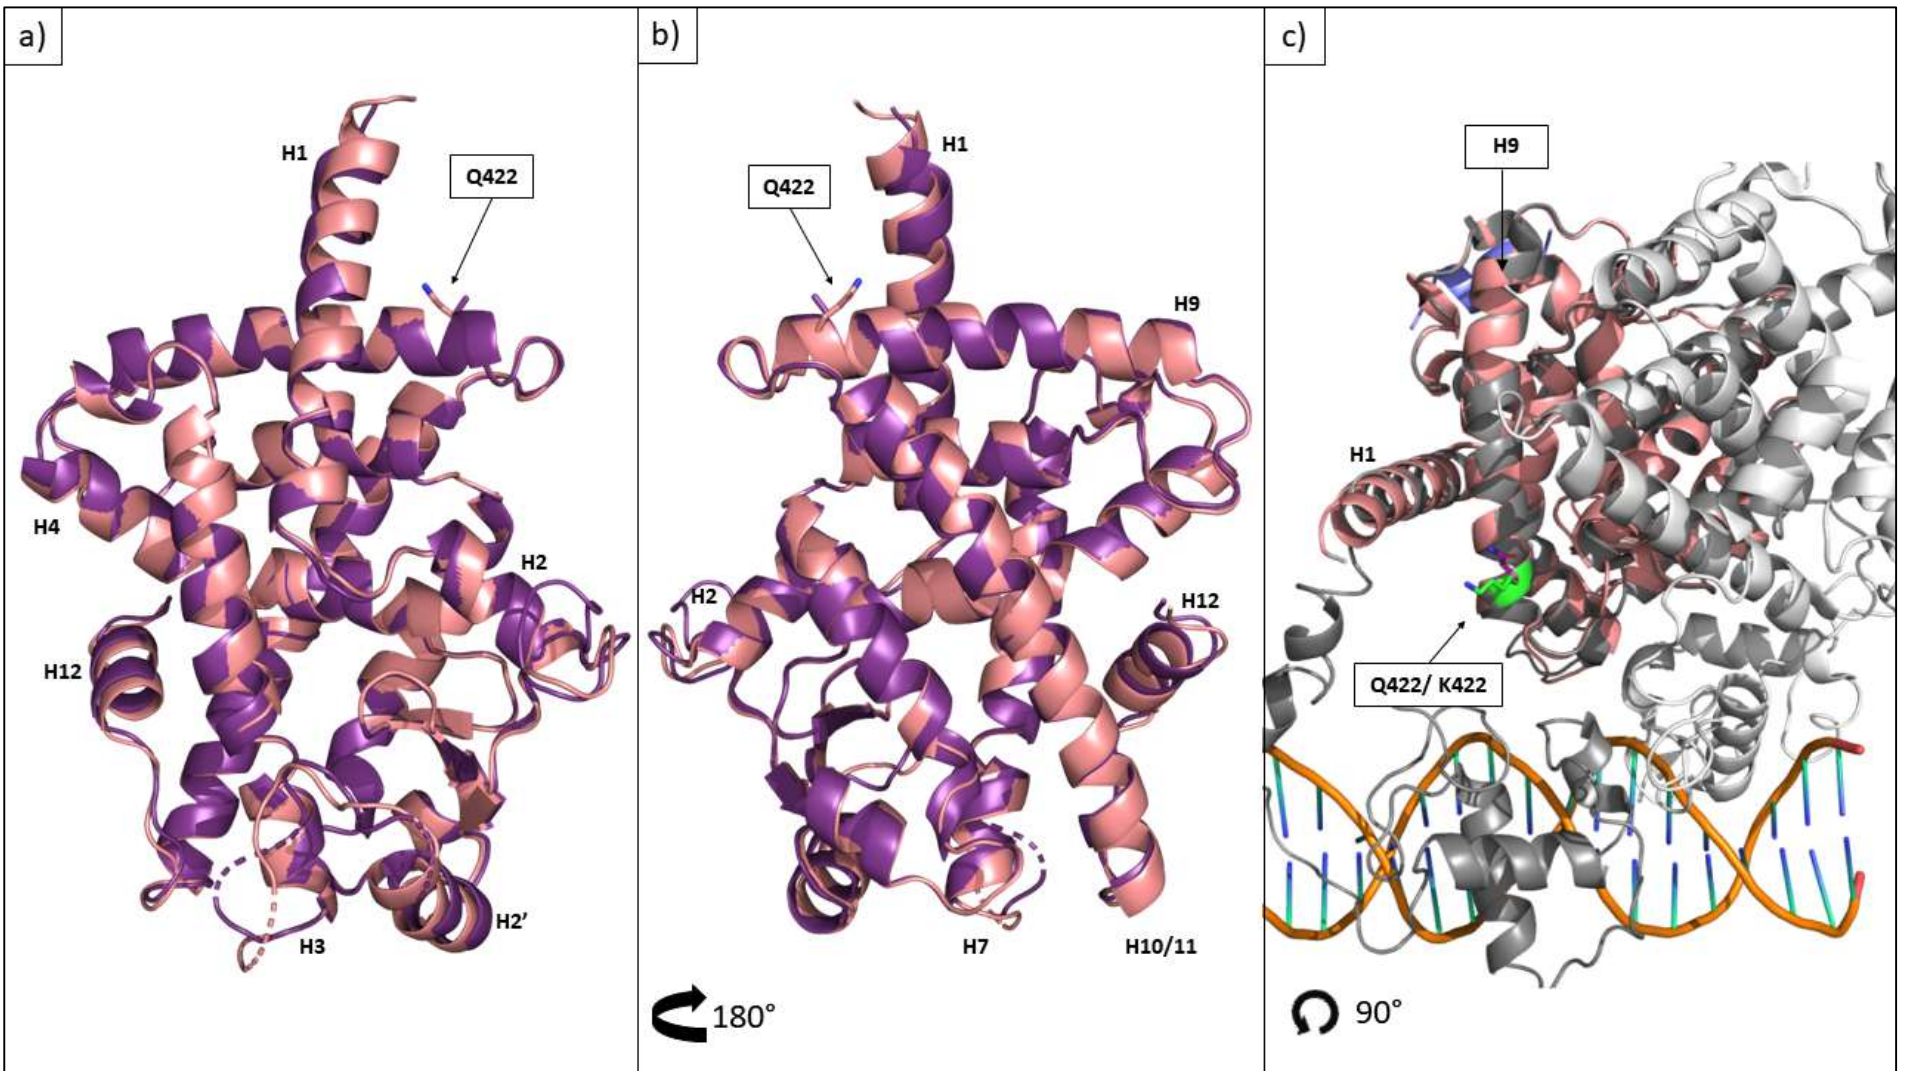 a)
H1
Q422
H4
H2
H12
H2′
H3
b)
H1
Q422
H9
H2
H12
H7
H10/11
180°
c)
H9
H1
Q422/ K422
90°